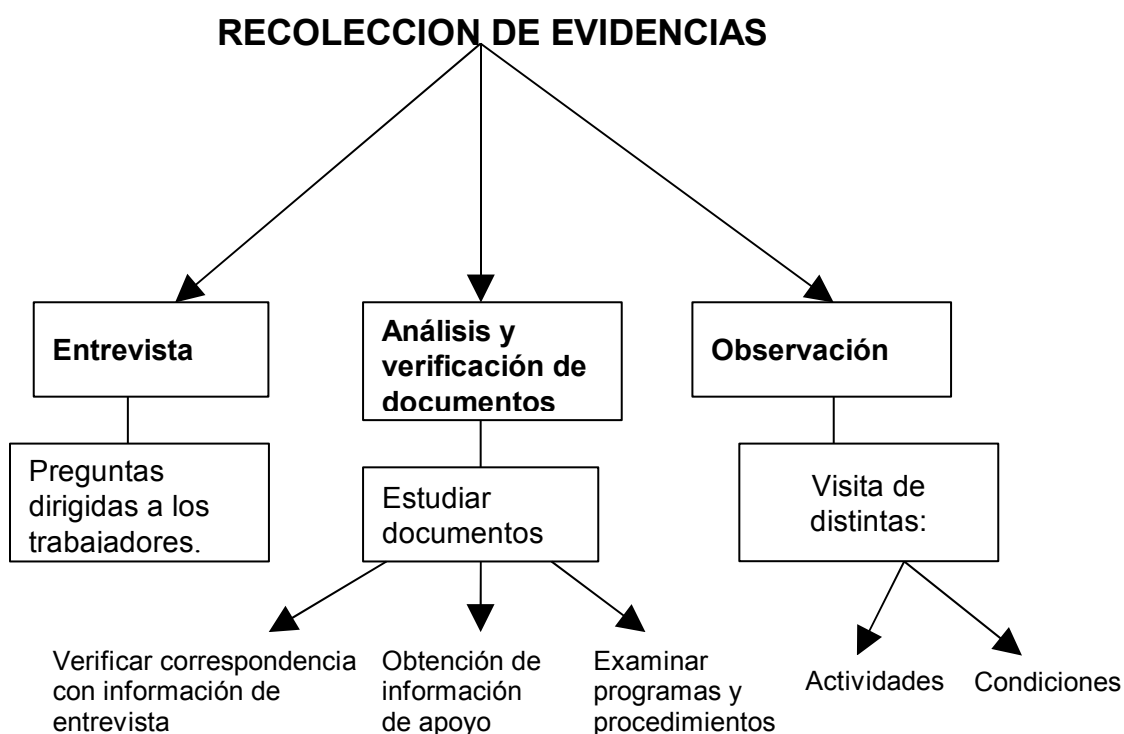 RECOLECCION DE EVIDENCIAS
Entrevista
Análisis y
verificación de
documentos
Observación
Preguntas
dirigidas a los
trabajadores.
Estudiar
documentos
Visita de
distintas:
Verificar correspondencia
con información de
entrevista
Obtención de
información
de apoyo
Examinar
programas y
procedimientos
Actividades
Condiciones